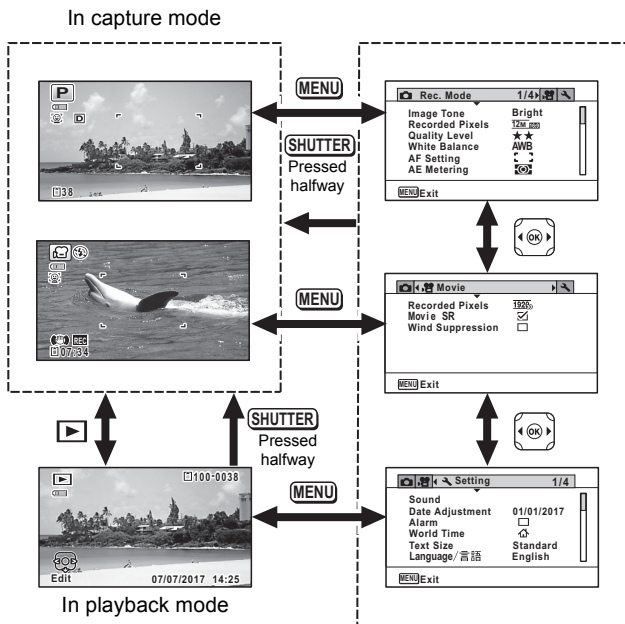 In capture mode
P
D
38
MENU
SHUTTER
Pressed
halfway
Rec. Mode 1/4
Image Tone Bright
Recorded Pixels 12M
Quality Level ★★
White Balance AWB
AF Setting
AE Metering
MENU Exit
OK
REC
07:34
MENU
Movie
Recorded Pixels 1920
Movie SR ☑
Wind Suppression ☐
MENU Exit
OK
SHUTTER
Pressed
halfway
100-0038
Edit 07/07/2017 14:25
In playback mode
MENU
Setting 1/4
Sound
Date Adjustment 01/01/2017
Alarm ☐
World Time
Text Size Standard
Language/言語 English
MENU Exit